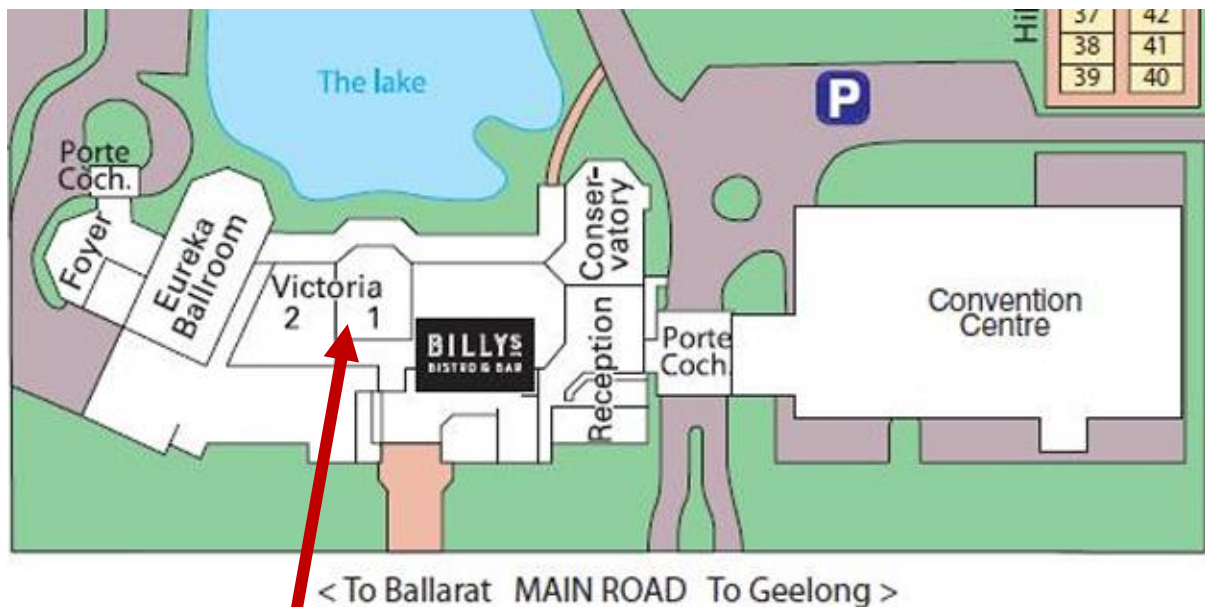 Hil
37 42
38 41
39 40
The lake
P
Porte
Coch.
Foyer
Eureka
Ballroom
Victoria
2 1
BILLYS
BISTRO & BAR
Conser-
vatory
Reception
Porte
Coch.
Convention
Centre
< To Ballarat MAIN ROAD To Geelong >